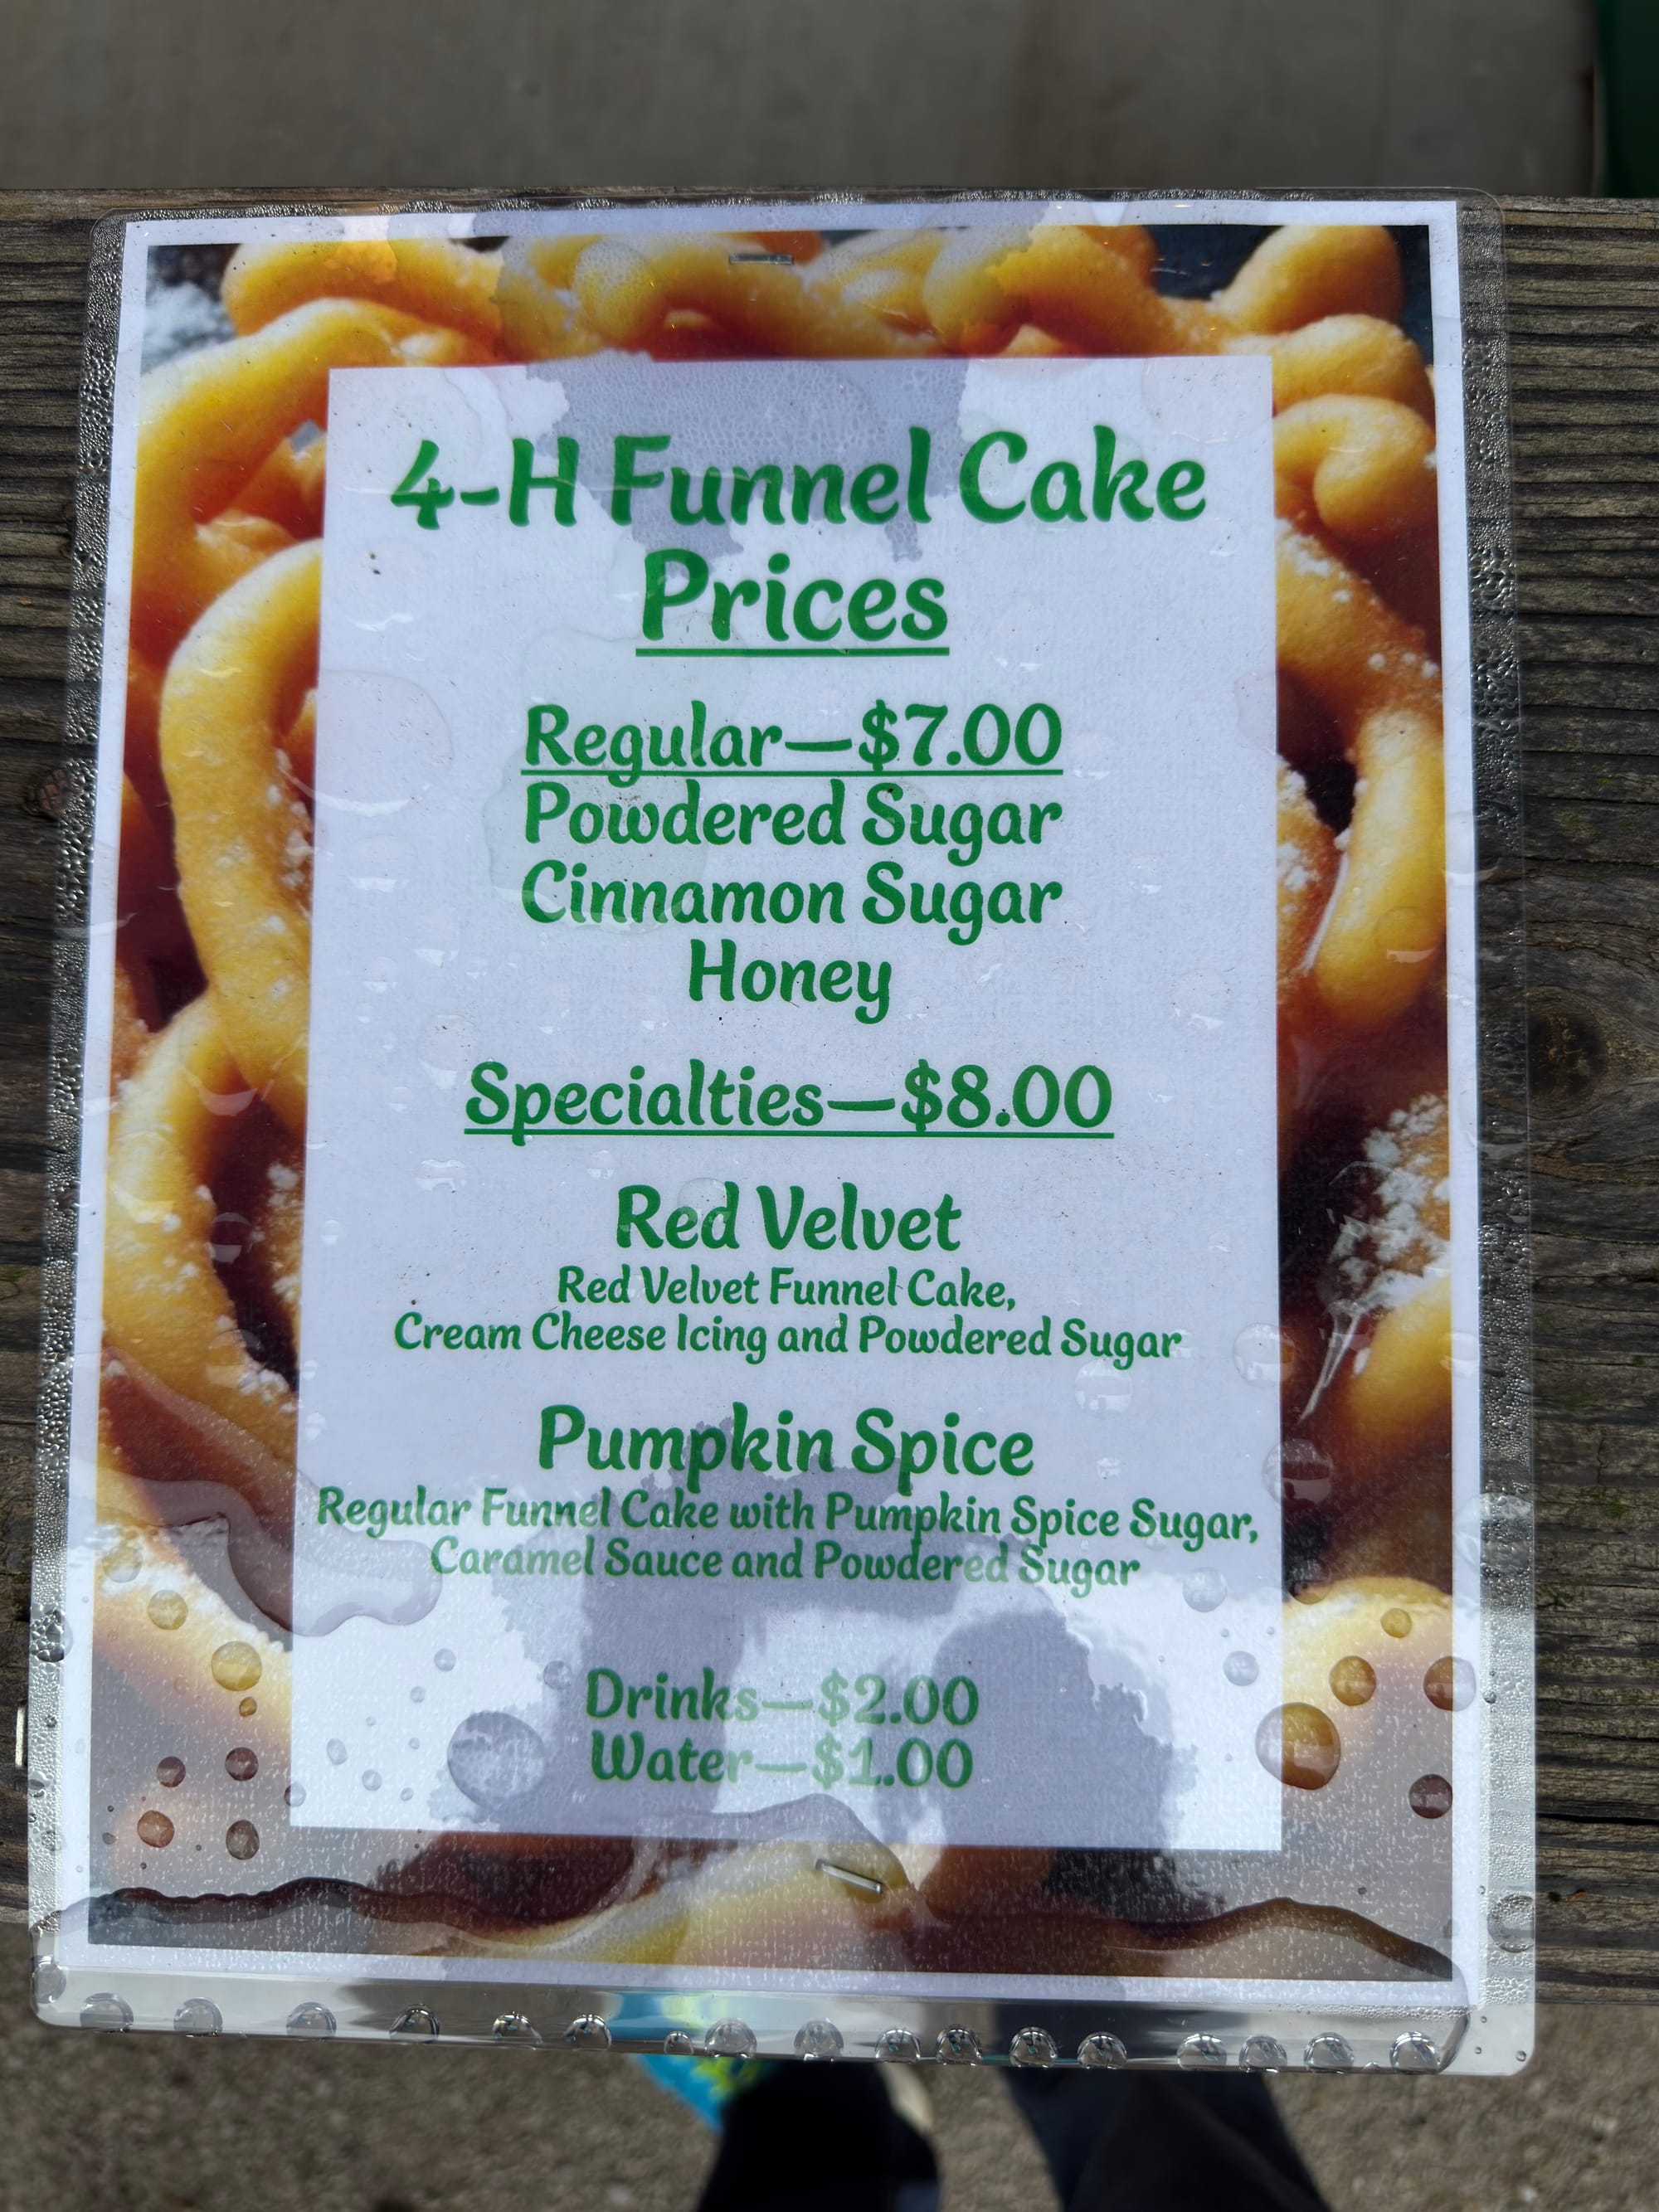 4-H Funnel Cake
Prices
Regular—$7.00
Powdered Sugar
Cinnamon Sugar
Honey
Specialties—$8.00
Red Velvet
Red Velvet Funnel Cake,
Cream Cheese Icing and Powdered Sugar
Pumpkin Spice
Regular Funnel Cake with Pumpkin Spice Sugar,
Caramel Sauce and Powdered Sugar
Drinks—$2.00
Water—$1.00